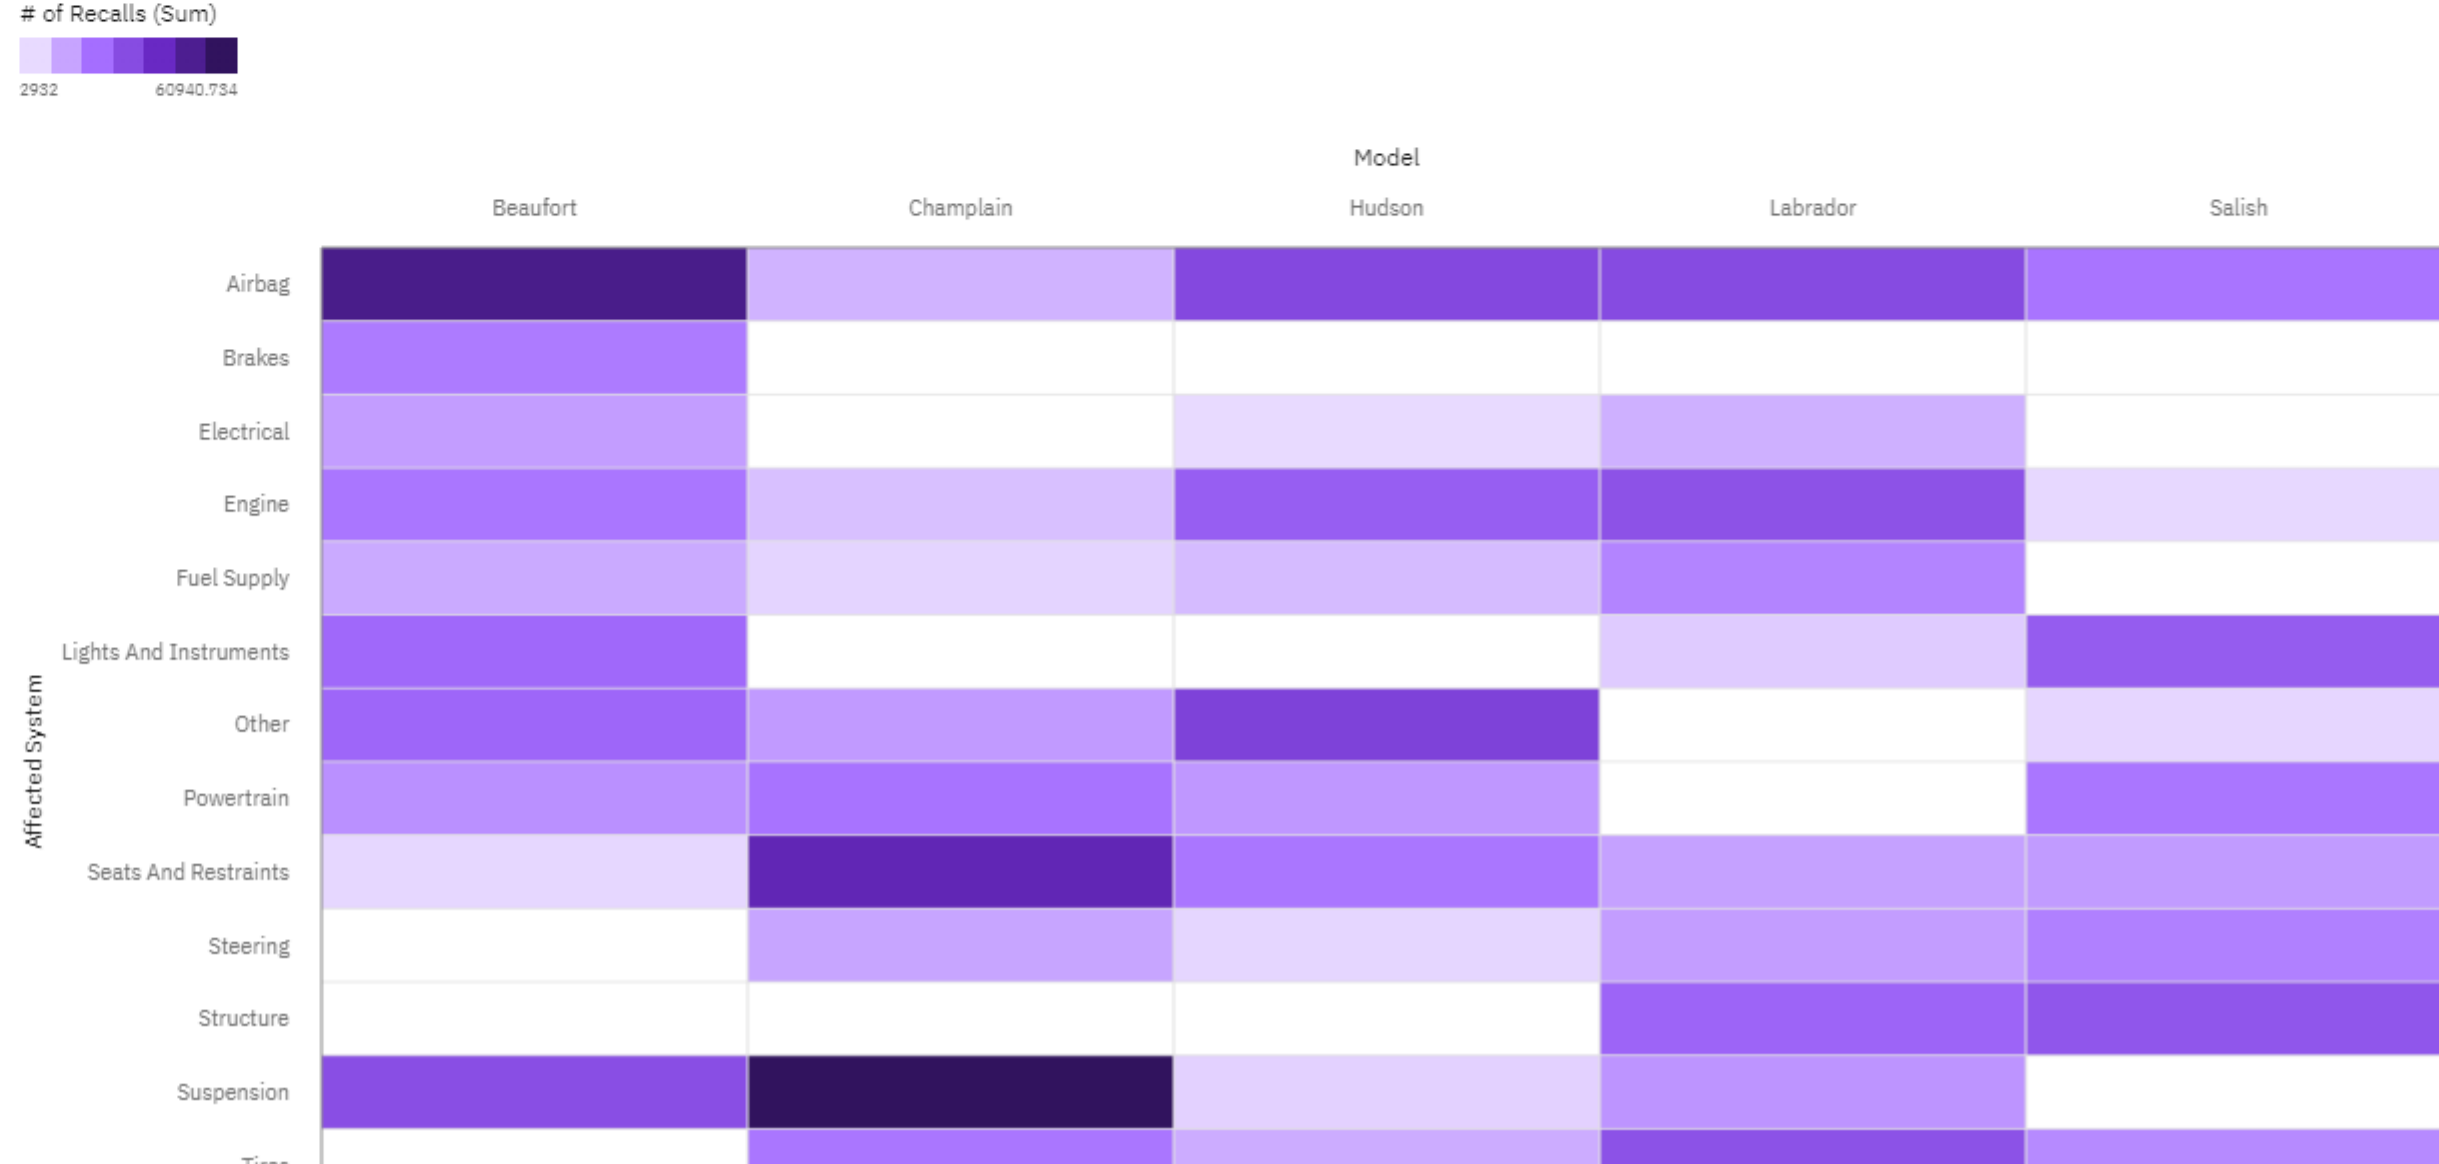 # of Recalls (Sum)
2932 60940.734
Model
Beaufort Champlain Hudson Labrador Salish
Airbag
Brakes
Electrical
Engine
Fuel Supply
Lights And Instruments
Other
Affected System
Powertrain
Seats And Restraints
Steering
Structure
Suspension